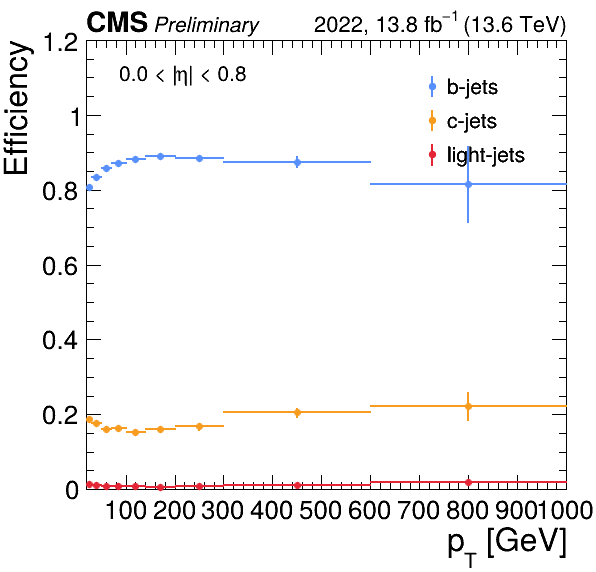 CMS Preliminary 2022, 13.8 fb⁻¹ (13.6 TeV)
0.0 < |η| < 0.8
b-jets
c-jets
light-jets
Efficiency
1.2
1
0.8
0.6
0.4
0.2
0
100 200 300 400 500 600 700 800 900 1000
p_T [GeV]